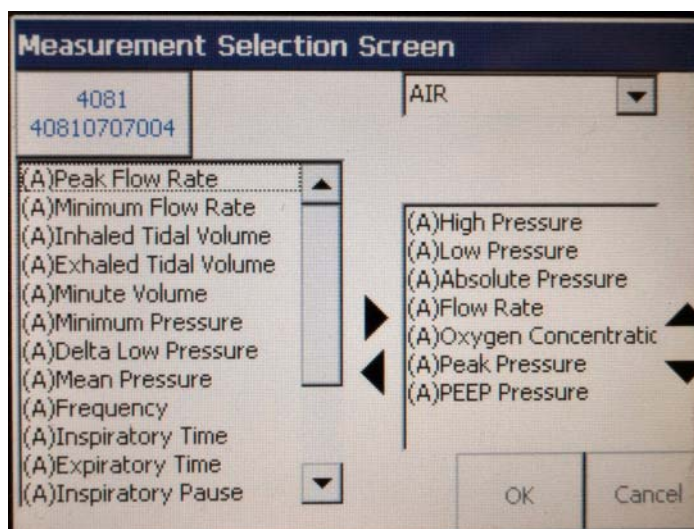 Measurement Selection Screen
4081
40810707004
AIR
(A)Peak Flow Rate
(A)Minimum Flow Rate
(A)Inhaled Tidal Volume
(A)Exhaled Tidal Volume
(A)Minute Volume
(A)Minimum Pressure
(A)Delta Low Pressure
(A)Mean Pressure
(A)Frequency
(A)Inspiratory Time
(A)Expiratory Time
(A)Inspiratory Pause
(A)High Pressure
(A)Low Pressure
(A)Absolute Pressure
(A)Flow Rate
(A)Oxygen Concentratic
(A)Peak Pressure
(A)PEEP Pressure
OK
Cancel